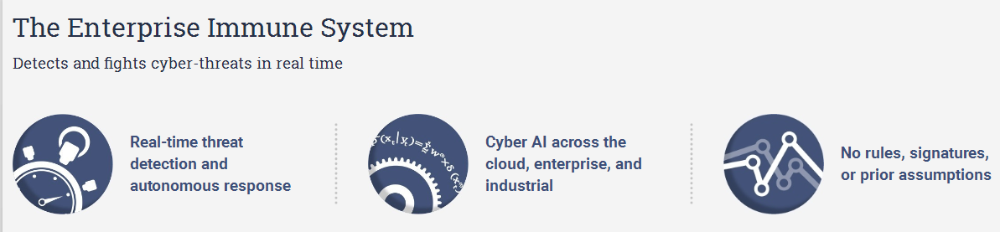 The Enterprise Immune System
Detects and fights cyber-threats in real time
Real-time threat
detection and
autonomous response
Cyber AI across the
cloud, enterprise, and
industrial
No rules, signatures,
or prior assumptions